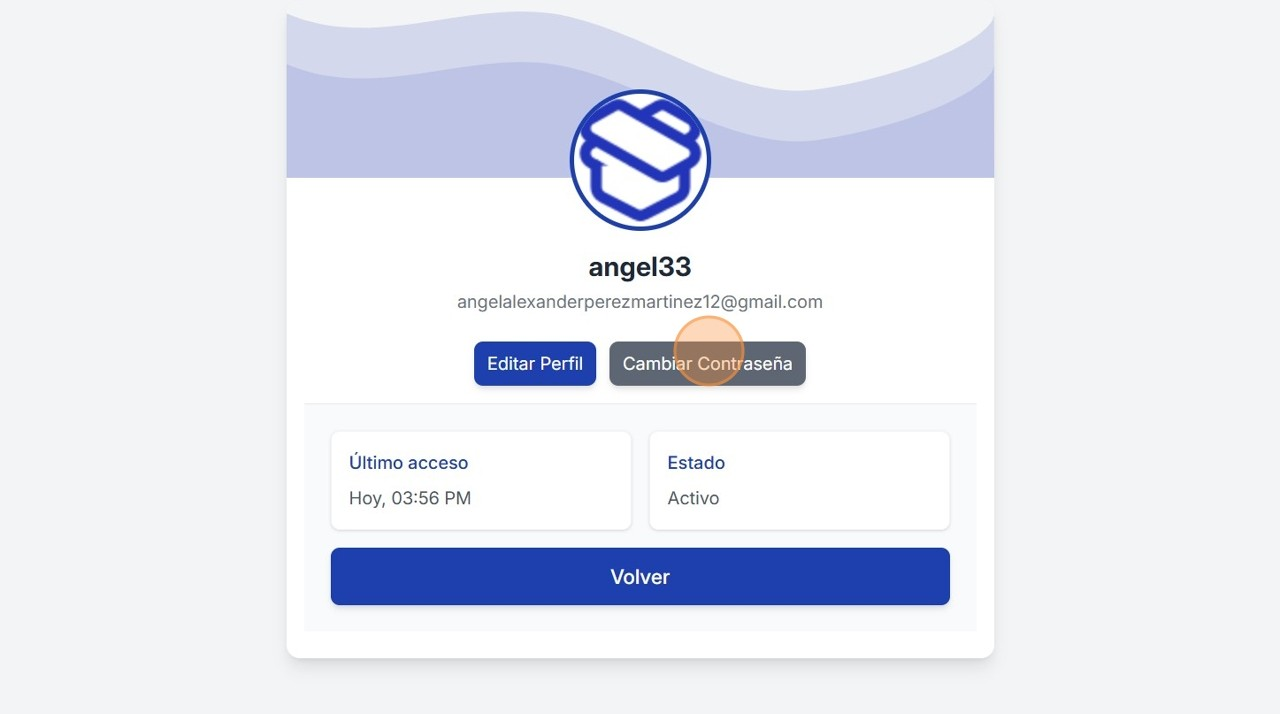 angel33
angelalexanderperezmartinez12@gmail.com
Editar Perfil
Cambiar Contraseña
Último acceso
Estado
Hoy, 03:56 PM
Activo
Volver